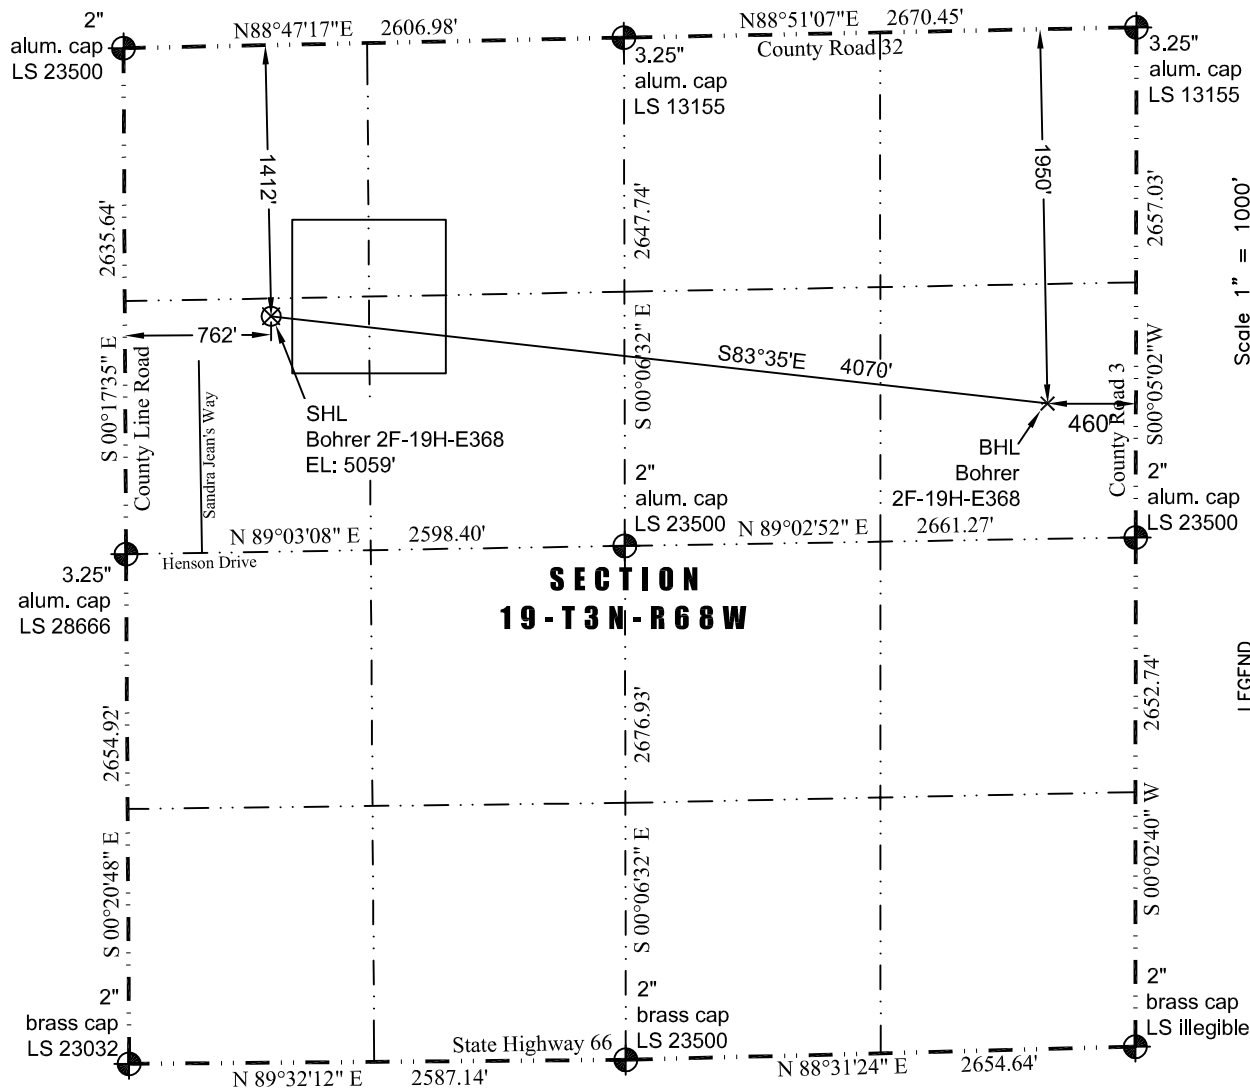 2"
alum. cap
LS 23500
N88°47'17"E 2606.98'
N88°51'07"E 2670.45'
County Road 32
3.25"
alum. cap
LS 13155
3.25"
alum. cap
LS 13155
1412'
1950'
2635.64'
2647.74'
2657.03'
Scale 1" = 1000'
762'
S 00°17'35" E
County Line Road
Sandra Jean's Way
SHL
Bohrer 2F-19H-E368
EL: 5059'
S 00°06'32" E
S83°35'E 4070'
460'
County Road 3
S00°05'02"W
BHL
Bohrer
2F-19H-E368
2"
alum. cap
LS 23500
2"
alum. cap
LS 23500
N 89°03'08" E 2598.40'
N 89°02'52" E 2661.27'
Henson Drive
3.25"
alum. cap
LS 28666
SECTION
19-T3N-R68W
LEGEND
2654.92'
2676.93'
2652.74'
S 00°20'48" E
S 00°06'32" E
S 00°02'40" W
2"
brass cap
LS 23032
2"
brass cap
LS 23500
2"
brass cap
LS illegible
State Highway 66
N 89°32'12" E 2587.14'
N 88°31'24" E 2654.64'